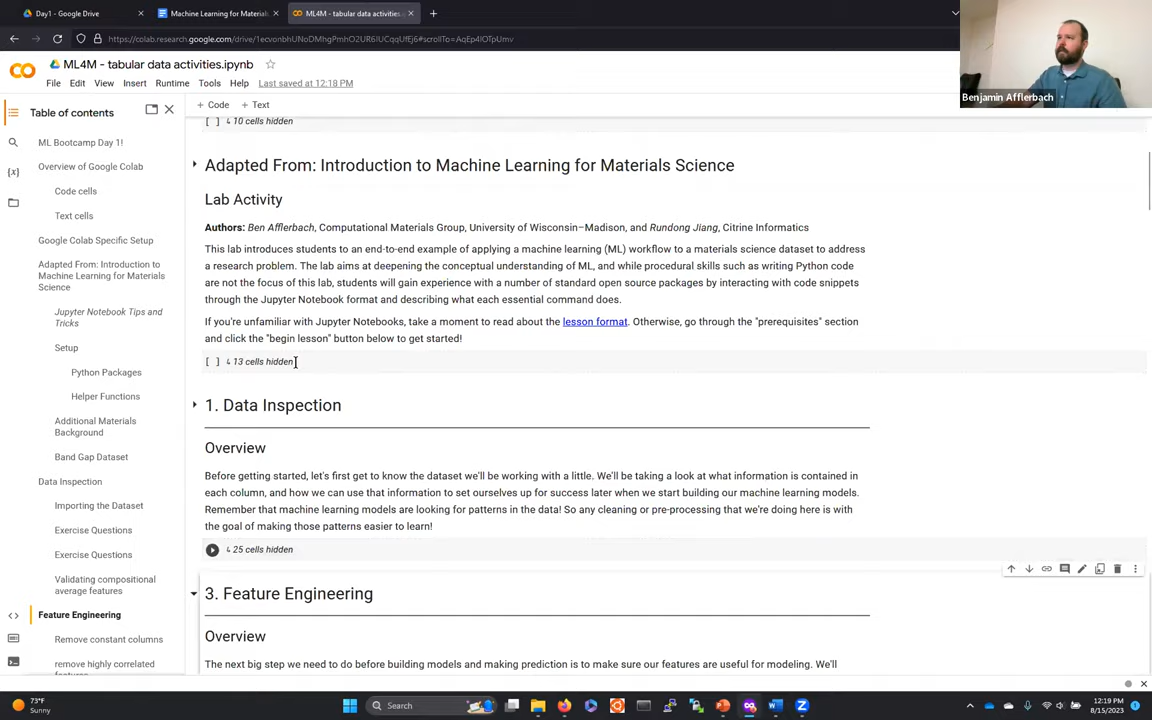 Day1 - Google Drive
Machine Learning for Materials
ML4M - tabular data activities.
ML4M - tabular data activities.ipynb
File Edit View Insert Runtime Tools Help Last saved at 12:18 PM
Benjamin Afflerbach
Table of contents
+ Code + Text
ML Bootcamp Day 1!
Overview of Google Colab
Code cells
Text cells
Google Colab Specific Setup
Adapted From: Introduction to
Machine Learning for Materials
Science
Jupyter Notebook Tips and
Tricks
Setup
Python Packages
Helper Functions
Additional Materials
Background
Band Gap Dataset
Data Inspection
Importing the Dataset
Exercise Questions
Exercise Questions
Validating compositional
average features
Feature Engineering
Remove constant columns
remove highly correlated
features
[ ] ↳ 10 cells hidden
Adapted From: Introduction to Machine Learning for Materials Science
Lab Activity
Authors: Ben Afflerbach, Computational Materials Group, University of Wisconsin–Madison, and Rundong Jiang, Citrine Informatics
This lab introduces students to an end-to-end example of applying a machine learning (ML) workflow to a materials science dataset to address
a research problem. The lab aims at deepening the conceptual understanding of ML, and while procedural skills such as writing Python code
are not the focus of this lab, students will gain experience with a number of standard open source packages by interacting with code snippets
through the Jupyter Notebook format and describing what each essential command does.
If you're unfamiliar with Jupyter Notebooks, take a moment to read about the lesson format. Otherwise, go through the "prerequisites" section
and click the "begin lesson" button below to get started!
[ ] ↳ 13 cells hidden
1. Data Inspection
Overview
Before getting started, let's first get to know the dataset we'll be working with a little. We'll be taking a look at what information is contained in
each column, and how we can use that information to set ourselves up for success later when we start building our machine learning models.
Remember that machine learning models are looking for patterns in the data! So any cleaning or pre-processing that we're doing here is with
the goal of making those patterns easier to learn!
↳ 25 cells hidden
3. Feature Engineering
Overview
The next big step we need to do before building models and making prediction is to make sure our features are useful for modeling. We'll
73°F
Sunny
Search
12:19 PM
8/15/2023